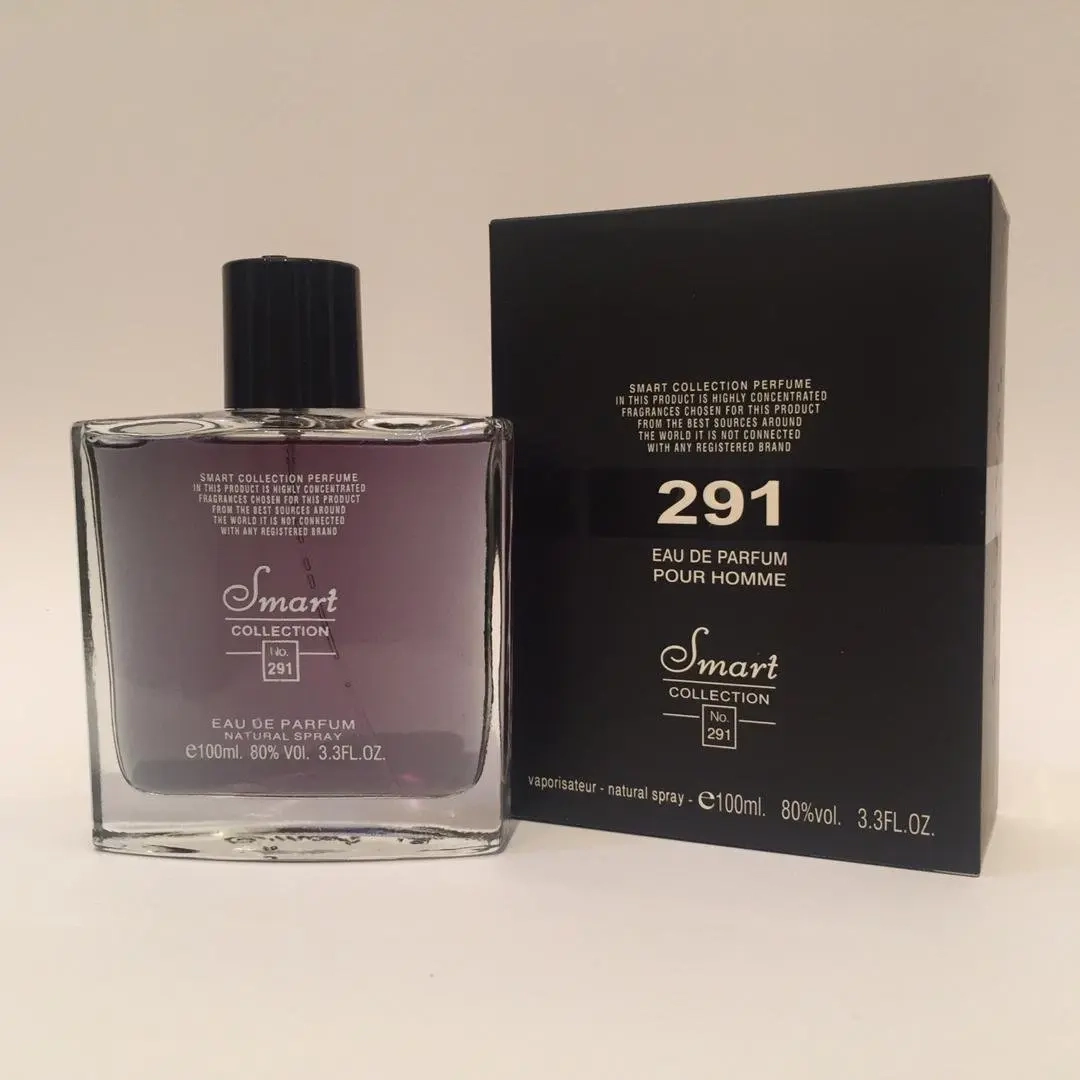 SMART COLLECTION PERFUME
IN THIS PRODUCT IS HIGHLY CONCENTRATED
FRAGRANCES CHOSEN FOR THIS PRODUCT
FROM THE BEST SOURCES AROUND
THE WORLD IT IS NOT CONNECTED
WITH ANY REGISTERED BRAND
Smart
COLLECTION
No.
291
EAU DE PARFUM
NATURAL SPRAY
e100ml. 80% VOL. 3.3FL.OZ.
SMART COLLECTION PERFUME
IN THIS PRODUCT IS HIGHLY CONCENTRATED
FRAGRANCES CHOSEN FOR THIS PRODUCT
FROM THE BEST SOURCES AROUND
THE WORLD IT IS NOT CONNECTED
WITH ANY REGISTERED BRAND
291
EAU DE PARFUM
POUR HOMME
Smart
COLLECTION
No.
291
vaporisateur - natural spray - e100ml. 80%vol. 3.3FL.OZ.